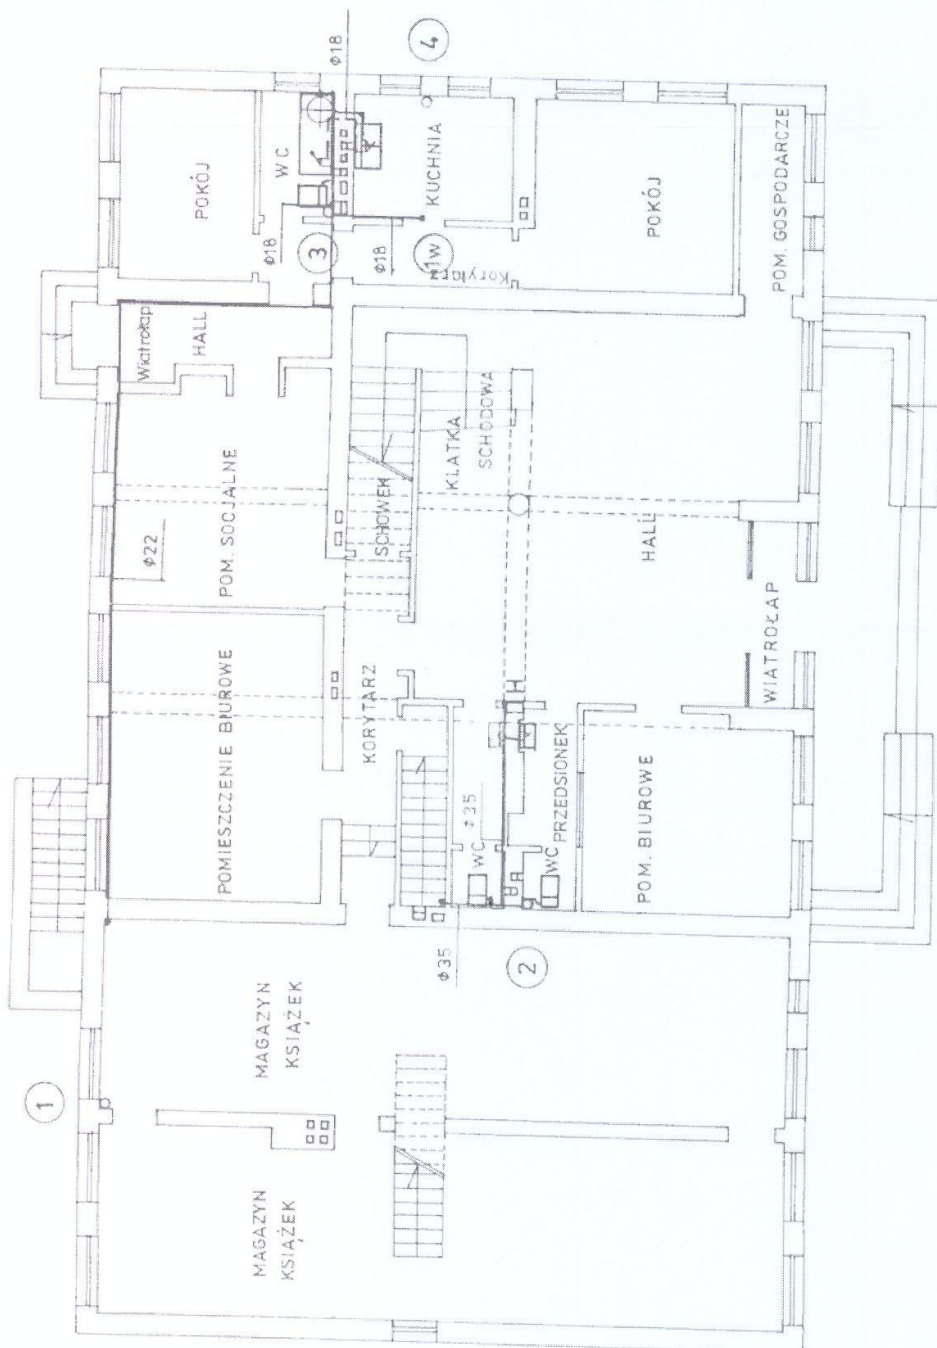 1
MAGAZYN
KSIĄŻEK
MAGAZYN
KSIĄŻEK
POMIESZCZENIE BIUROWE
POM. SOCJALNE
ϕ22
Wiatrołap
HALL
POKÓJ
WC
ϕ18
3
ϕ18
4
KUCHNIA
ϕ18
1w
Korytarz
POKÓJ
POM. GOSPODARCZE
KORYTARZ
SCHOWEK
KLATKA
SCHODOWA
HALL
WIATROŁAP
ϕ35
WC
PRZEDSIONEK
WC
POM. BIUROWE
ϕ35
2